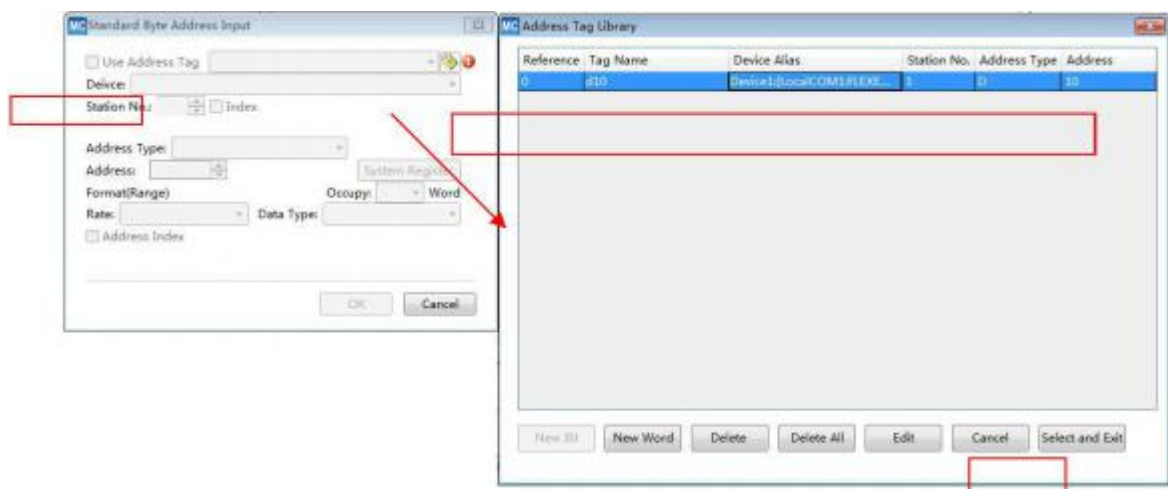 MC Standard Byte Address Input
Use Address Tag
Deivce:
Station No.: Index
Address Type:
Address: System Register
Format(Range) Occupy: Word
Rate: Data Type:
Address Index
OK Cancel
MC Address Tag Library
Reference Tag Name Device Alias Station No. Address Type Address
0 d10 1 D 10
New Bit New Word Delete Delete All Edit Cancel Select and Exit